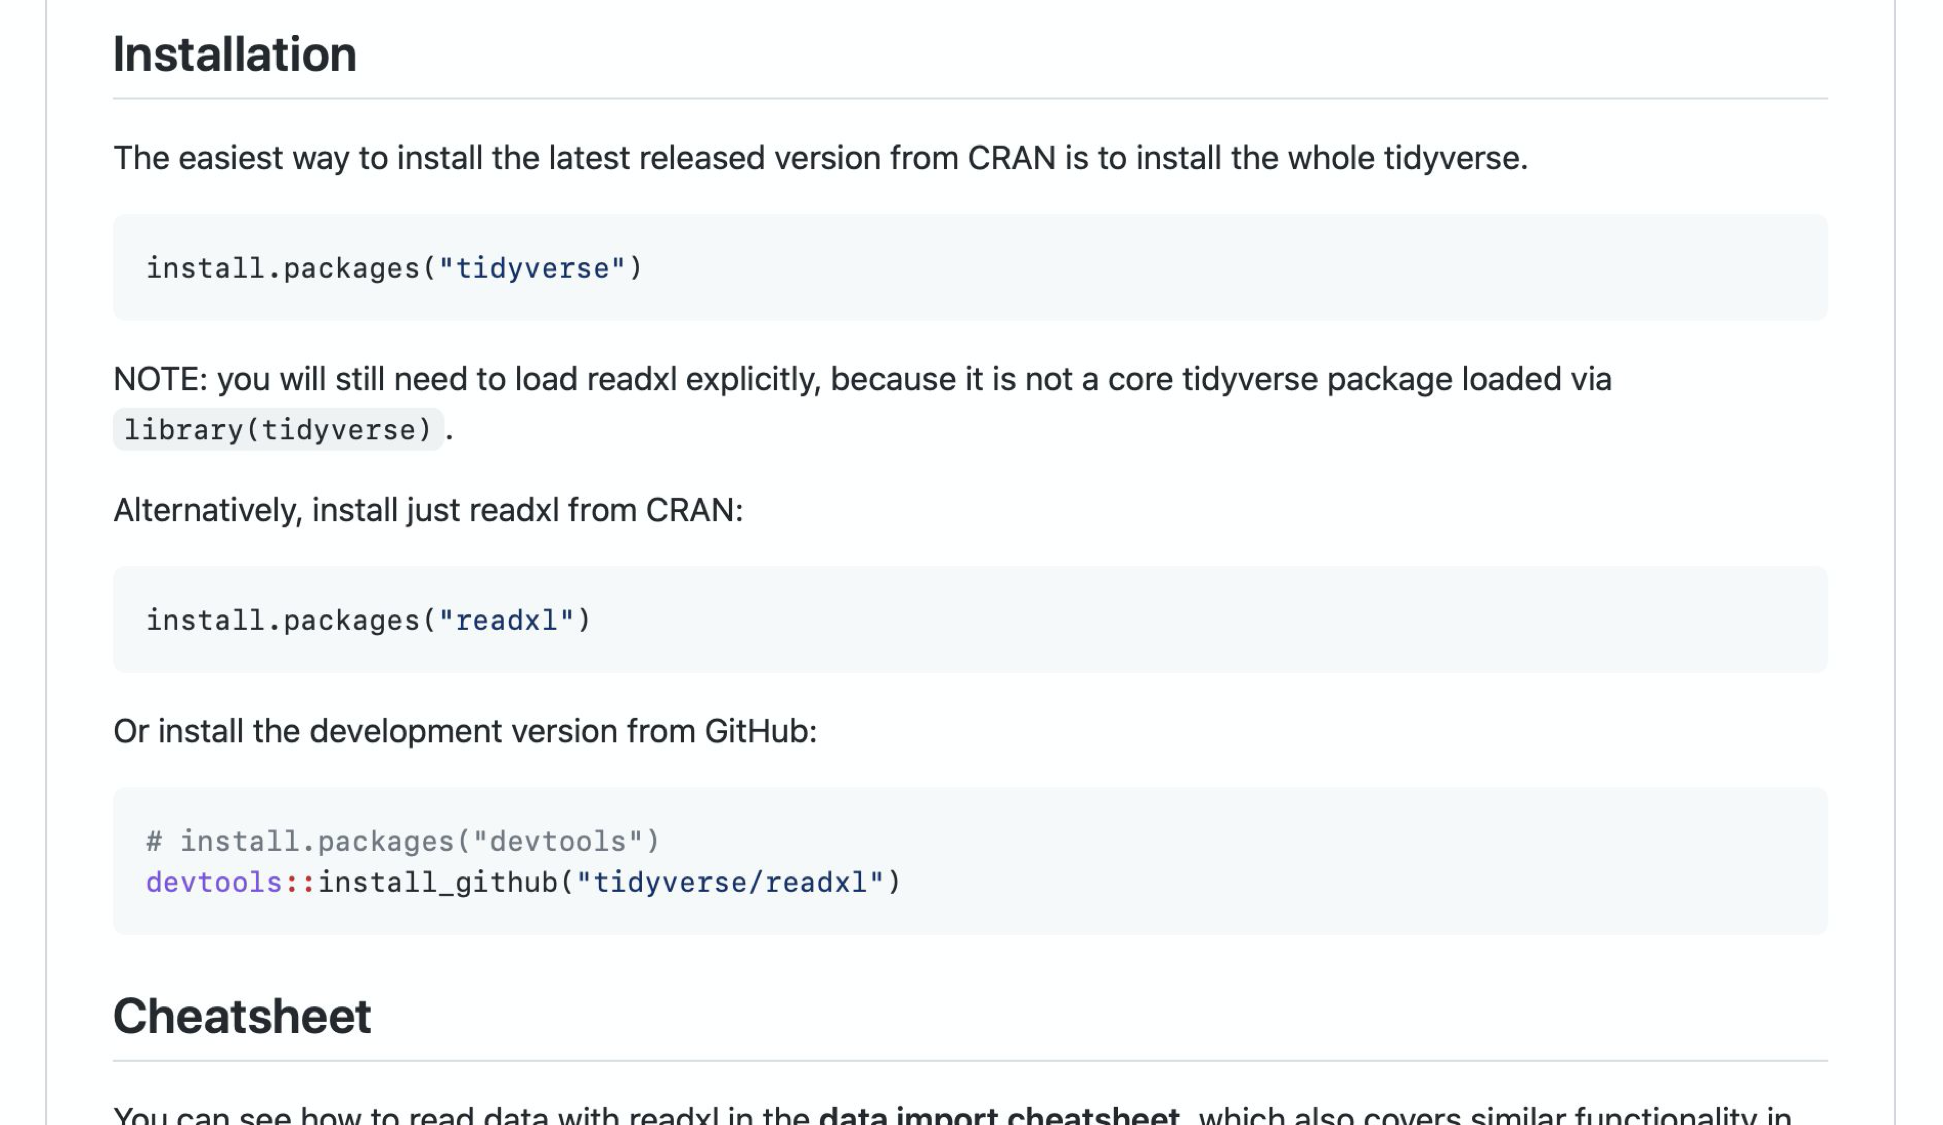 Installation
The easiest way to install the latest released version from CRAN is to install the whole tidyverse.
install.packages("tidyverse")
NOTE: you will still need to load readxl explicitly, because it is not a core tidyverse package loaded via
library(tidyverse) .
Alternatively, install just readxl from CRAN:
install.packages("readxl")
Or install the development version from GitHub:
# install.packages("devtools")
devtools::install_github("tidyverse/readxl")
Cheatsheet
You can see how to read data with readxl in the data import cheatsheet, which also covers similar functionality in